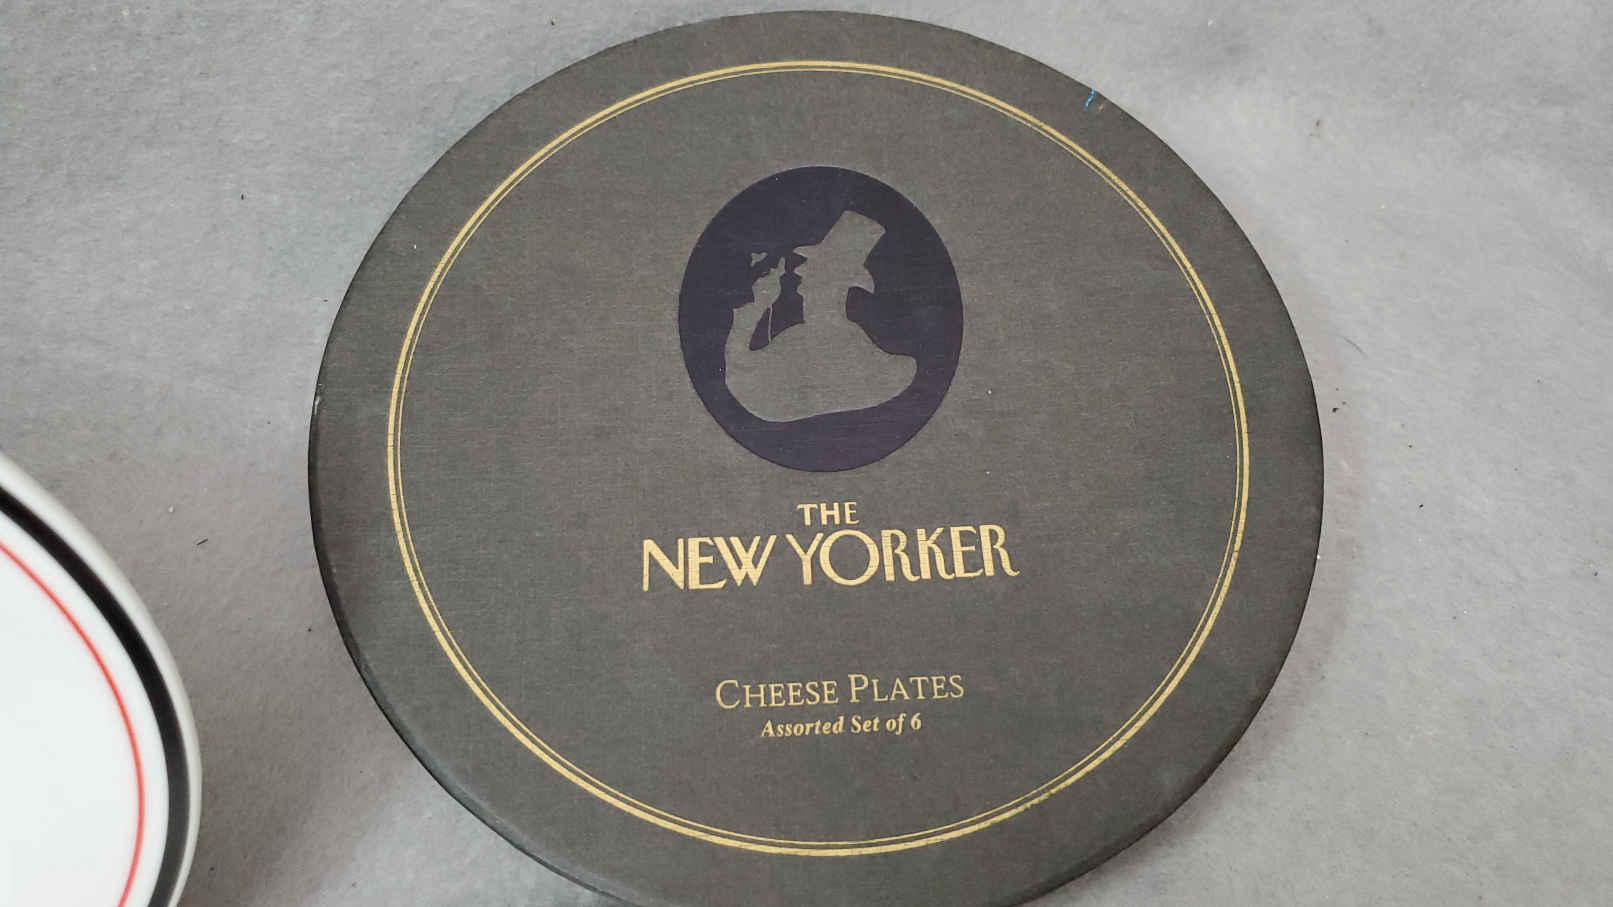 THE
NEW YORKER
CHEESE PLATES
Assorted Set of 6